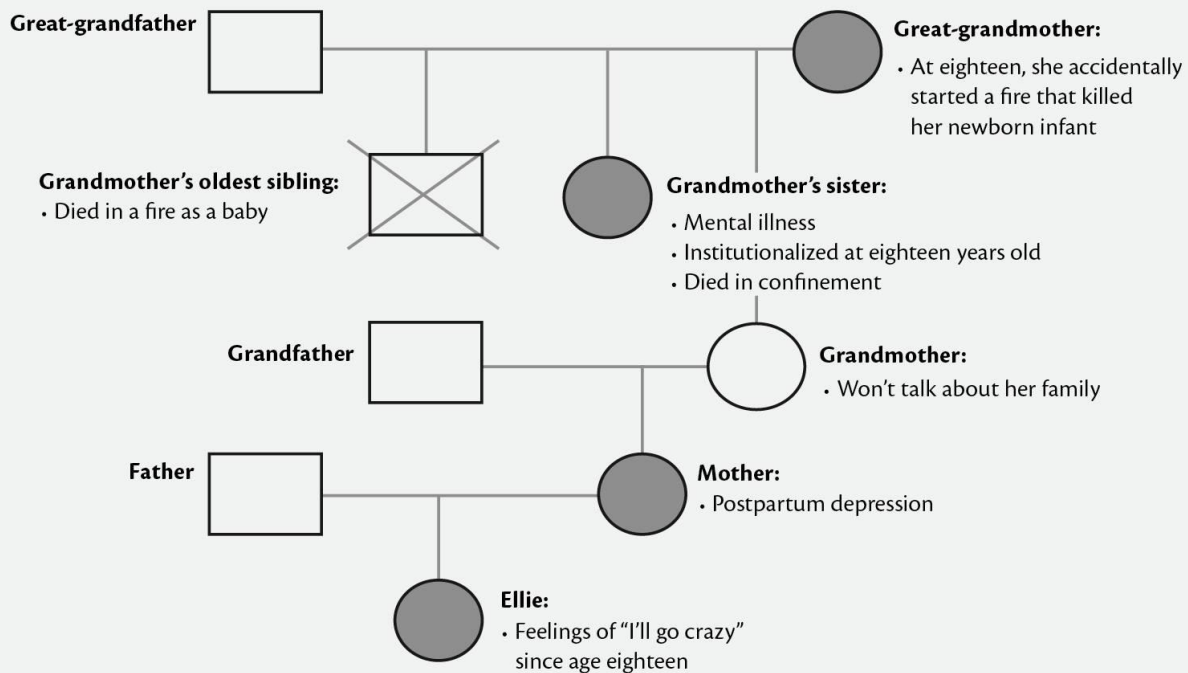 Great-grandfather
Great-grandmother:
• At eighteen, she accidentally
started a fire that killed
her newborn infant
Grandmother’s oldest sibling:
• Died in a fire as a baby
Grandmother’s sister:
• Mental illness
• Institutionalized at eighteen years old
• Died in confinement
Grandfather
Grandmother:
• Won’t talk about her family
Father
Mother:
• Postpartum depression
Ellie:
• Feelings of “I’ll go crazy”
since age eighteen